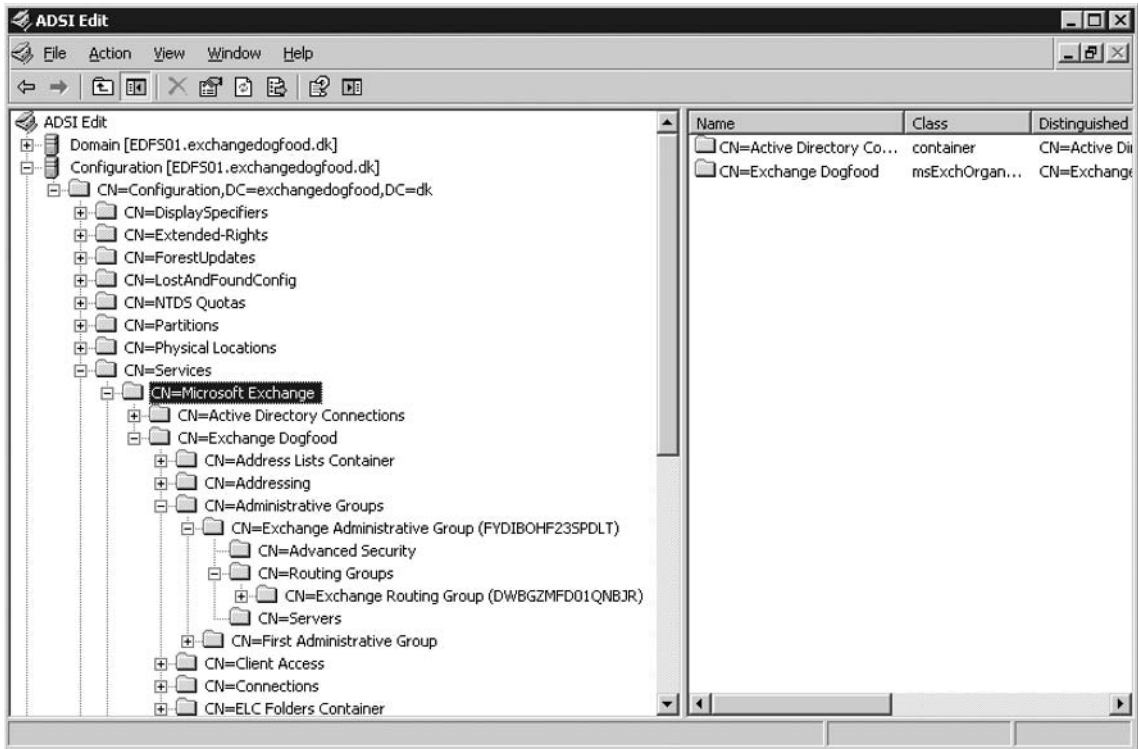 ADSI Edit
File Action View Window Help
ADSI Edit
Domain [EDFS01.exchangedogfood.dk]
Configuration [EDFS01.exchangedogfood.dk]
CN=Configuration,DC=exchangedogfood,DC=dk
CN=DisplaySpecifiers
CN=Extended-Rights
CN=ForestUpdates
CN=LostAndFoundConfig
CN=NTDS Quotas
CN=Partitions
CN=Physical Locations
CN=Services
CN=Microsoft Exchange
CN=Active Directory Connections
CN=Exchange Dogfood
CN=Address Lists Container
CN=Addressing
CN=Administrative Groups
CN=Exchange Administrative Group (FYDIBOHF23SPDLT)
CN=Advanced Security
CN=Routing Groups
CN=Exchange Routing Group (DWBGZMFD01QNBJR)
CN=Servers
CN=First Administrative Group
CN=Client Access
CN=Connections
CN=ELC Folders Container
Name Class Distinguished
CN=Active Directory Co... container CN=Active Di
CN=Exchange Dogfood msExchOrgan... CN=Exchange